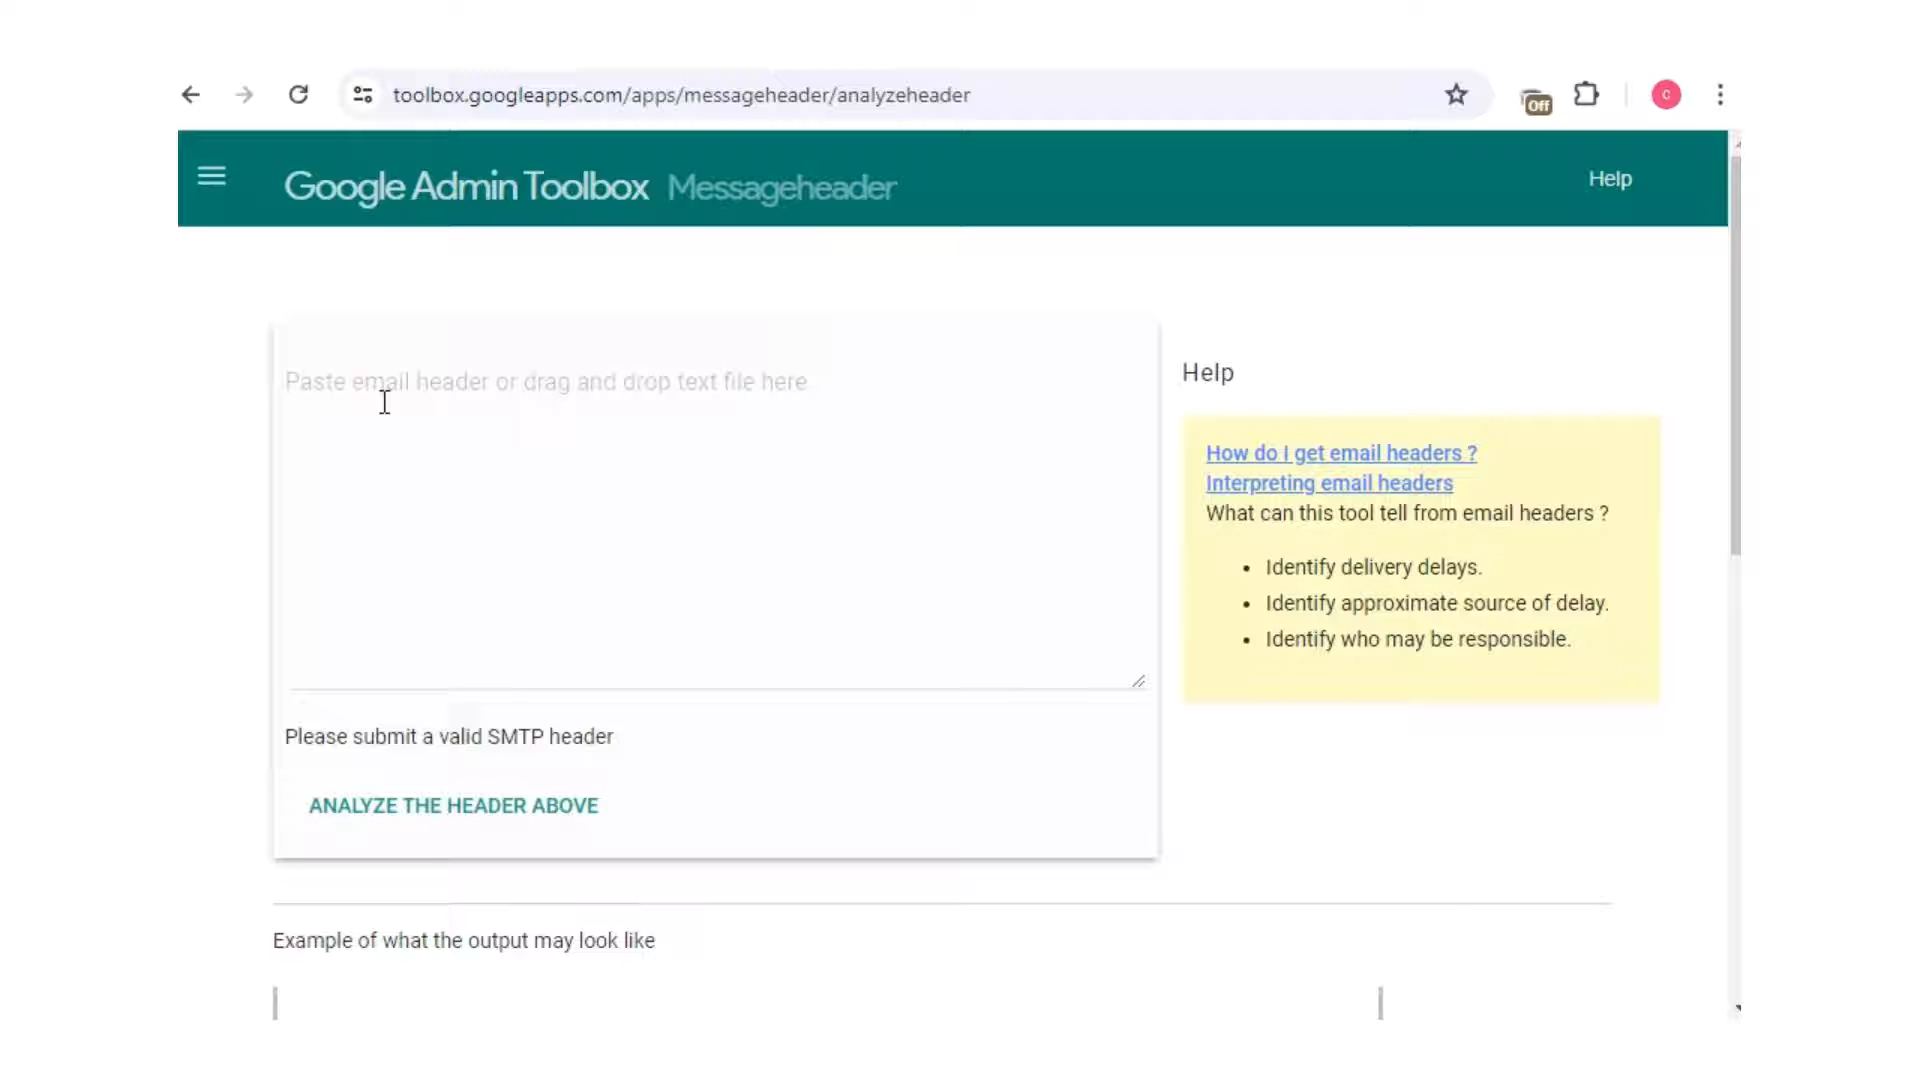 toolbox.googleapps.com/apps/messageheader/analyzeheader
Off
C
Google Admin Toolbox Messageheader
Help
Paste email header or drag and drop text file here
Please submit a valid SMTP header
ANALYZE THE HEADER ABOVE
Help
How do I get email headers ?
Interpreting email headers
What can this tool tell from email headers ?
• Identify delivery delays.
• Identify approximate source of delay.
• Identify who may be responsible.
Example of what the output may look like